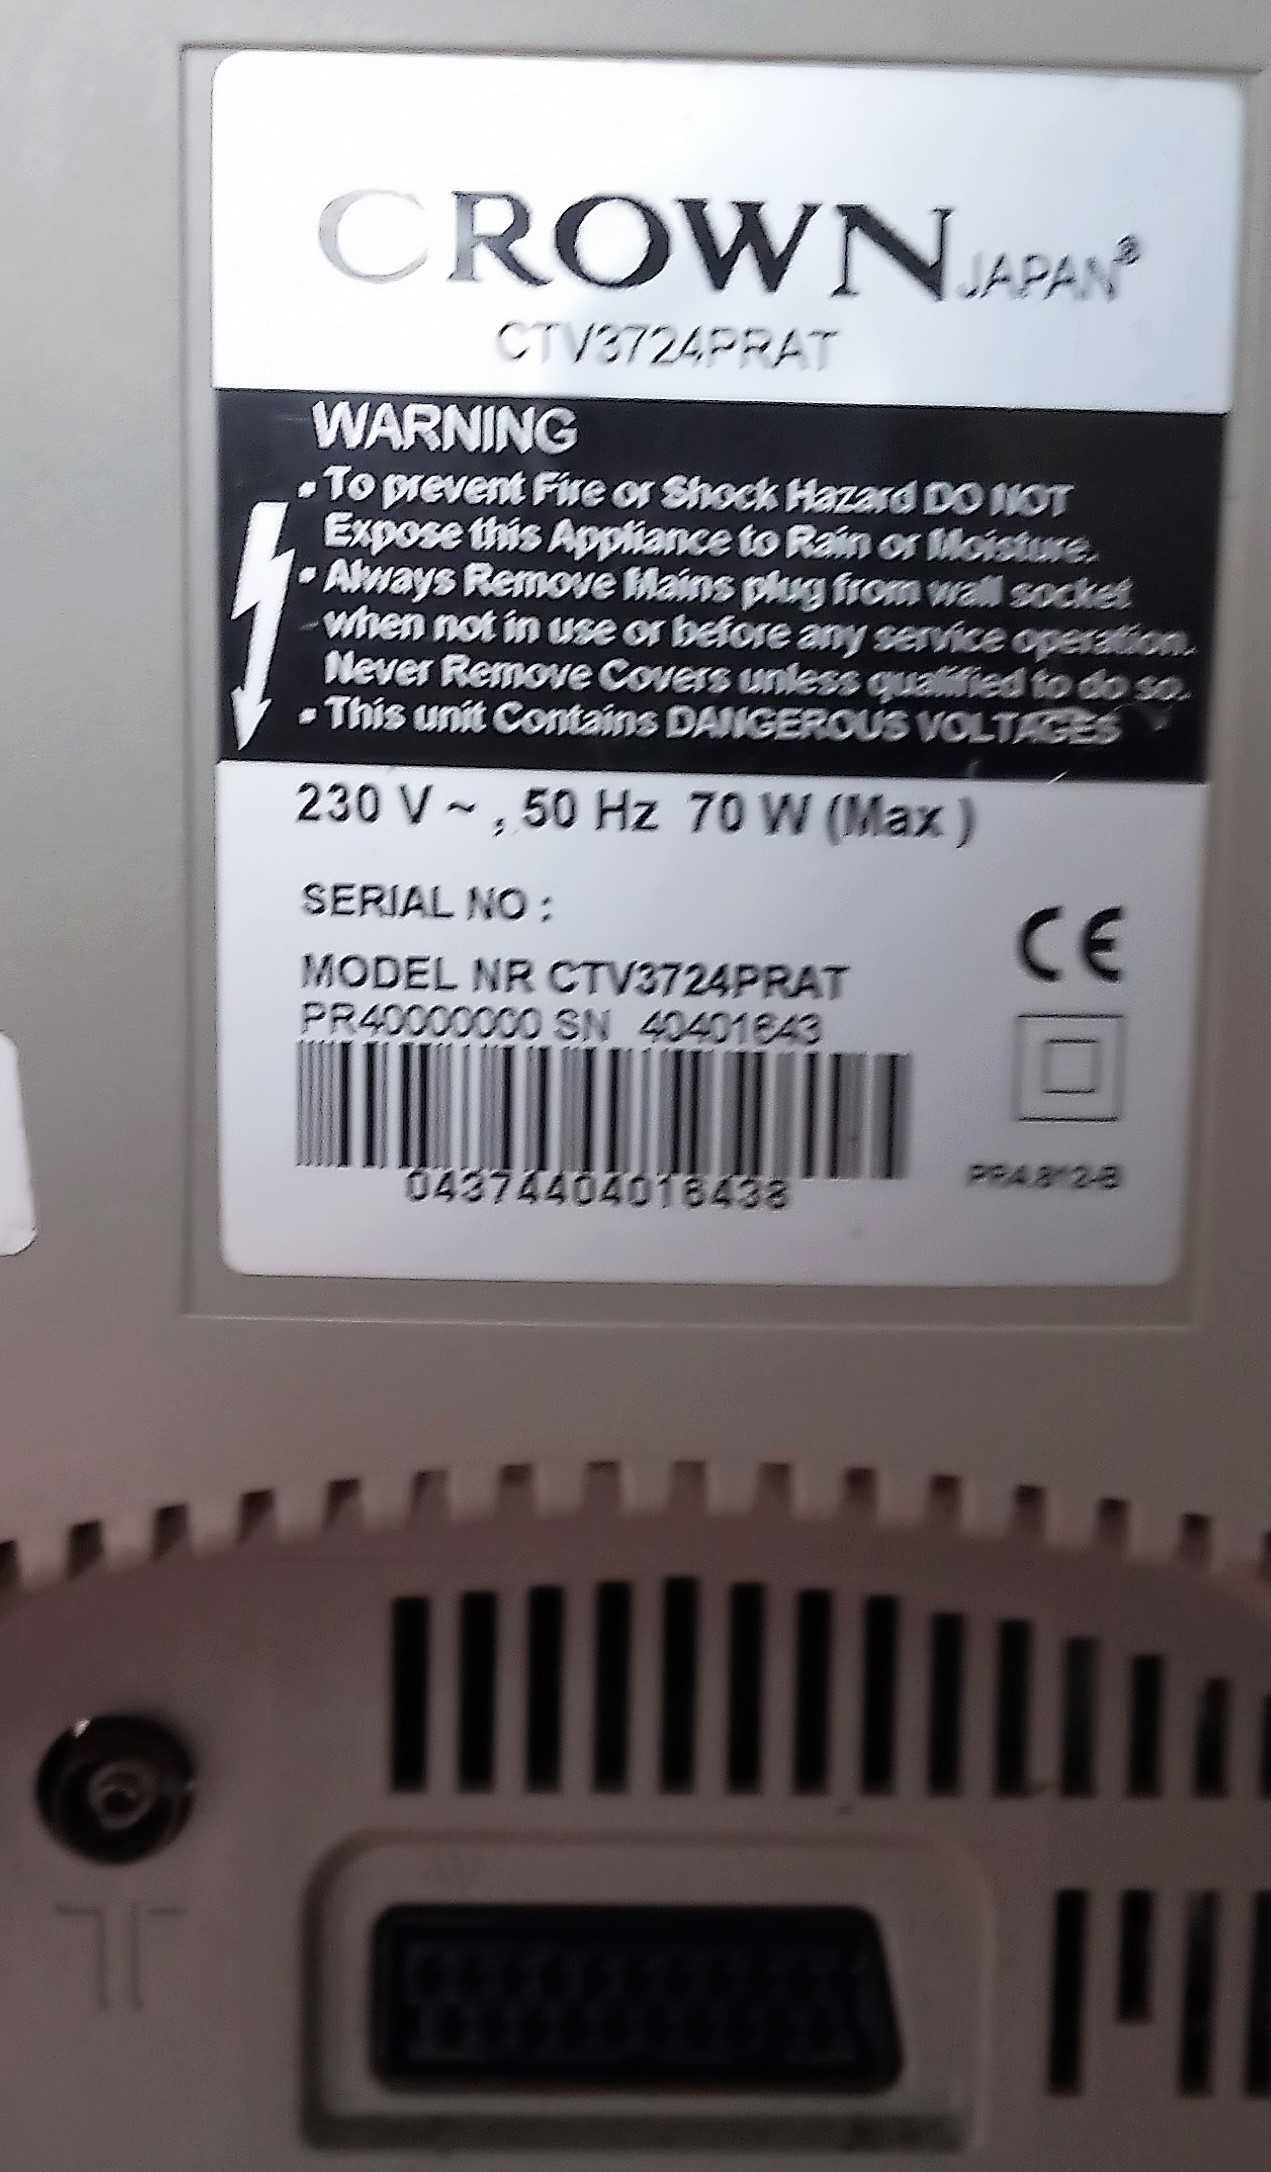 CROWN JAPAN®
CTV3724PRAT
WARNING
• To prevent Fire or Shock Hazard DO NOT
Expose this Appliance to Rain or Moisture.
• Always Remove Mains plug from wall socket
when not in use or before any service operation.
Never Remove Covers unless qualified to do so.
• This unit Contains DANGEROUS VOLTAGES
230 V ~ , 50 Hz 70 W (Max )
SERIAL NO :
CE
MODEL NR CTV3724PRAT
PR40000000 SN 40401643
04374404016438
PR4.812-B